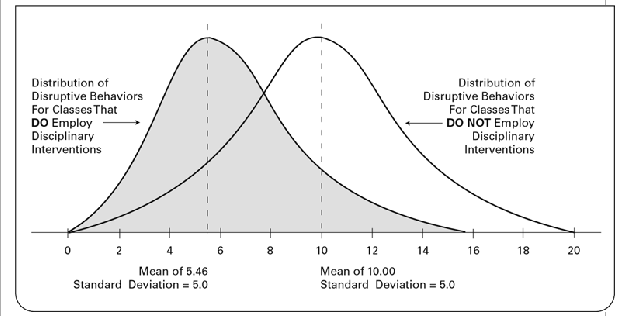 Distribution of
Disruptive Behaviors
For Classes That
DO Employ
Disciplinary
Interventions
Distribution of
Disruptive Behaviors
For Classes That
DO NOT Employ
Disciplinary
Interventions
0 2 4 6 8 10 12 14 16 18 20
Mean of 5.46
Standard Deviation = 5.0
Mean of 10.00
Standard Deviation = 5.0